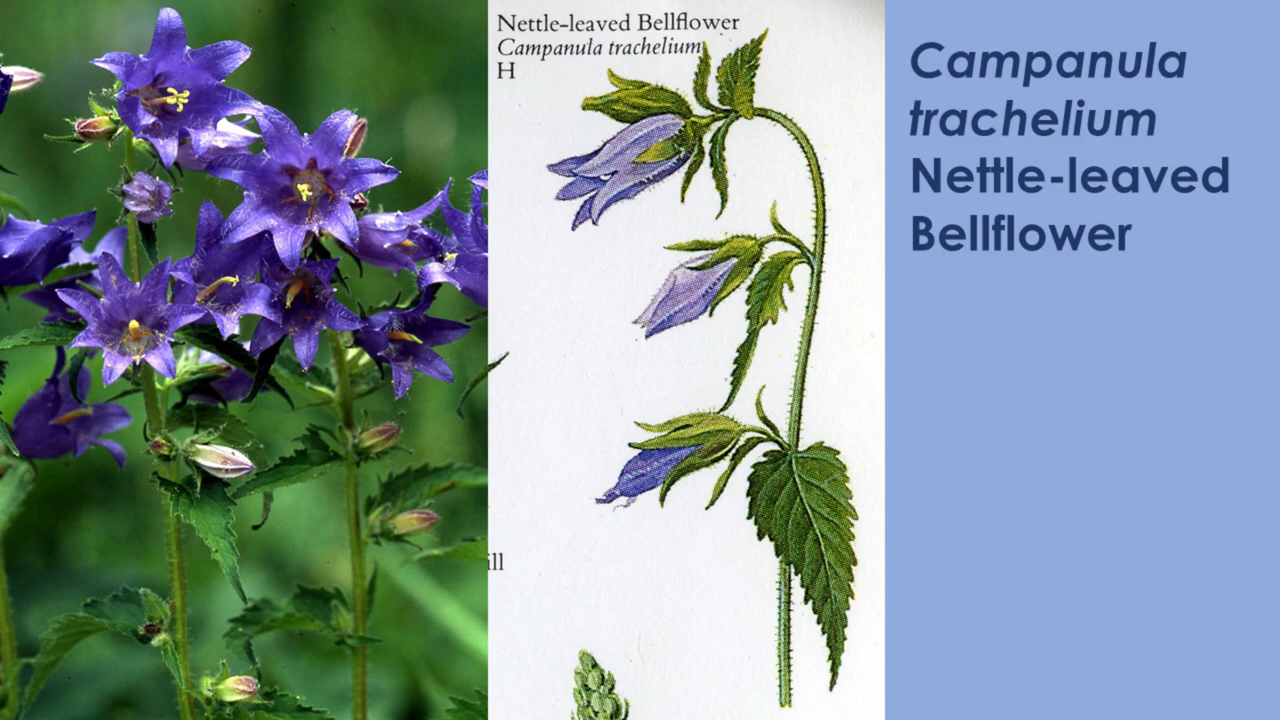 Nettle-leaved Bellflower
Campanula trachelium
H
ill
Campanula
trachelium
Nettle-leaved
Bellflower